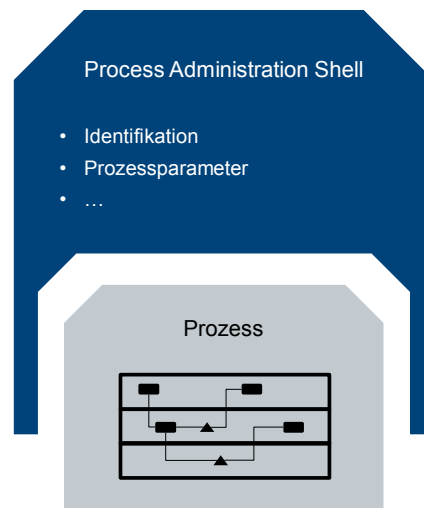 Process Administration Shell
• Identifikation
• Prozessparameter
• …
Prozess